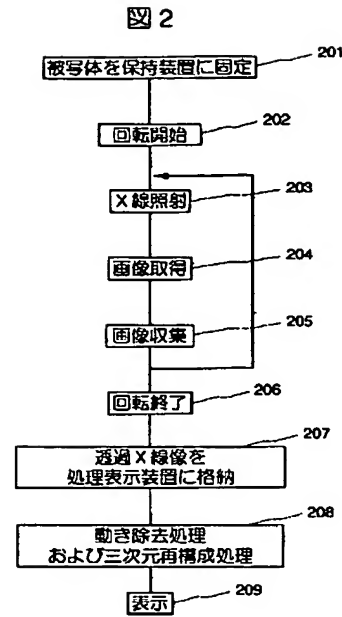 図2
被写体を保持装置に固定
201
回転開始
202
X線照射
203
画像取得
204
画像収集
205
回転終了
206
透過X線像を
処理表示装置に格納
207
動き除去処理
および三次元再構成処理
208
表示
209